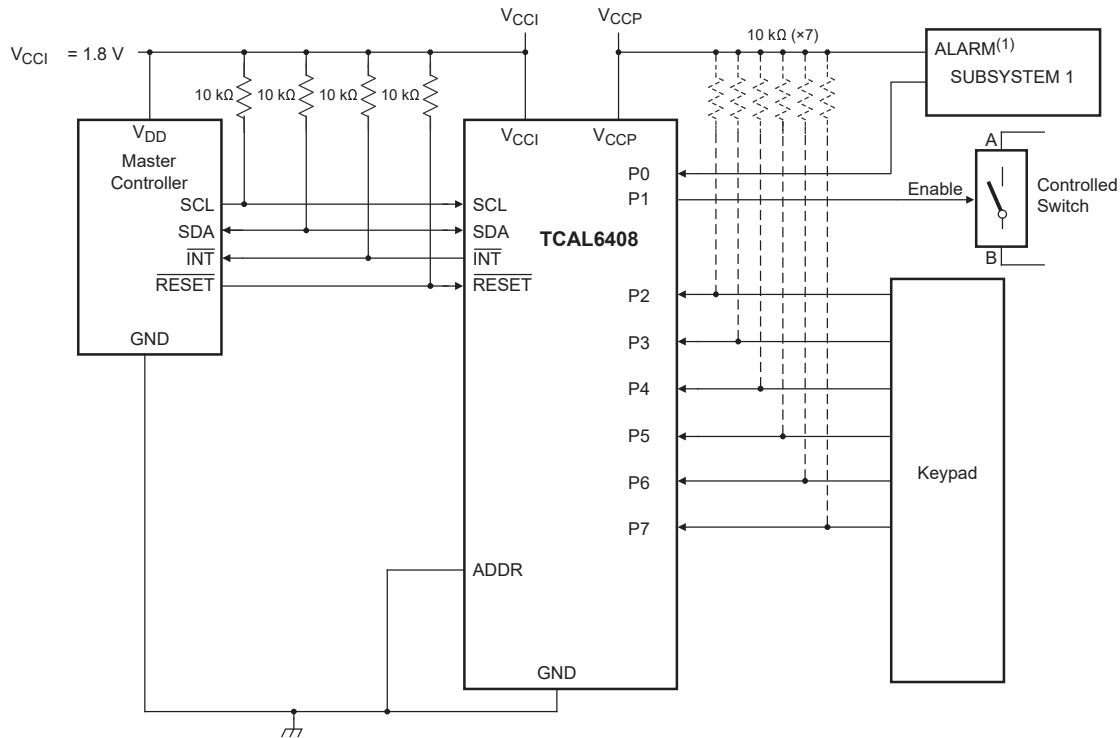 VCCI
VCCP
VCCI = 1.8 V
10 kΩ (×7)
ALARM(1)
SUBSYSTEM 1
10 kΩ
10 kΩ
10 kΩ
10 kΩ
VDD
Master
Controller
SCL
SDA
INT
RESET
GND
VCCI
VCCP
SCL
SDA
INT
RESET
TCAL6408
ADDR
GND
P0
P1
P2
P3
P4
P5
P6
P7
Enable
A
B
Controlled
Switch
Keypad